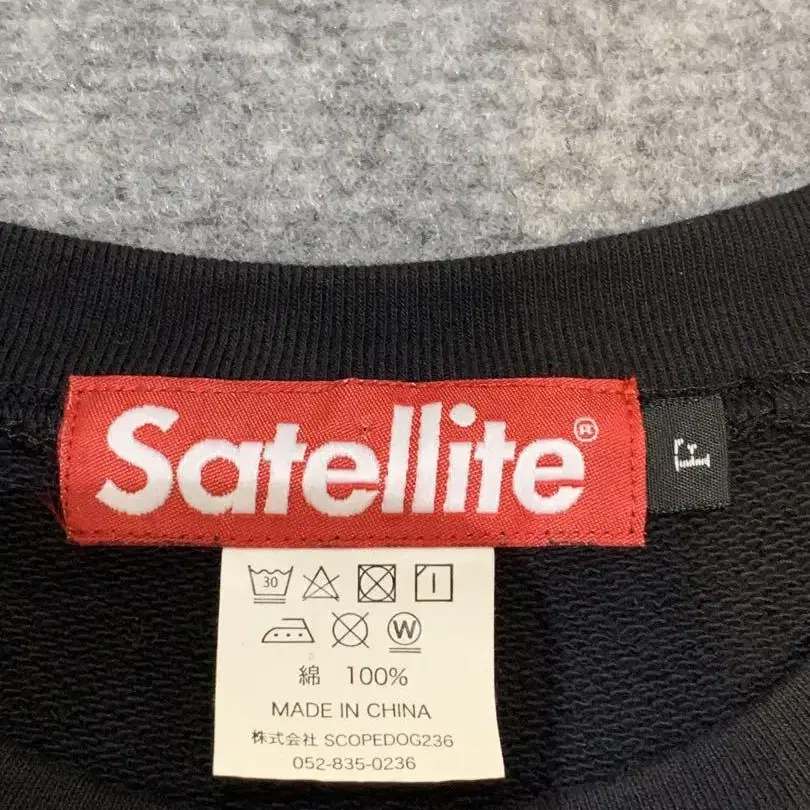 Satellite®
30
W
綿 100%
MADE IN CHINA
株式会社 SCOPEDOG236
052-835-0236